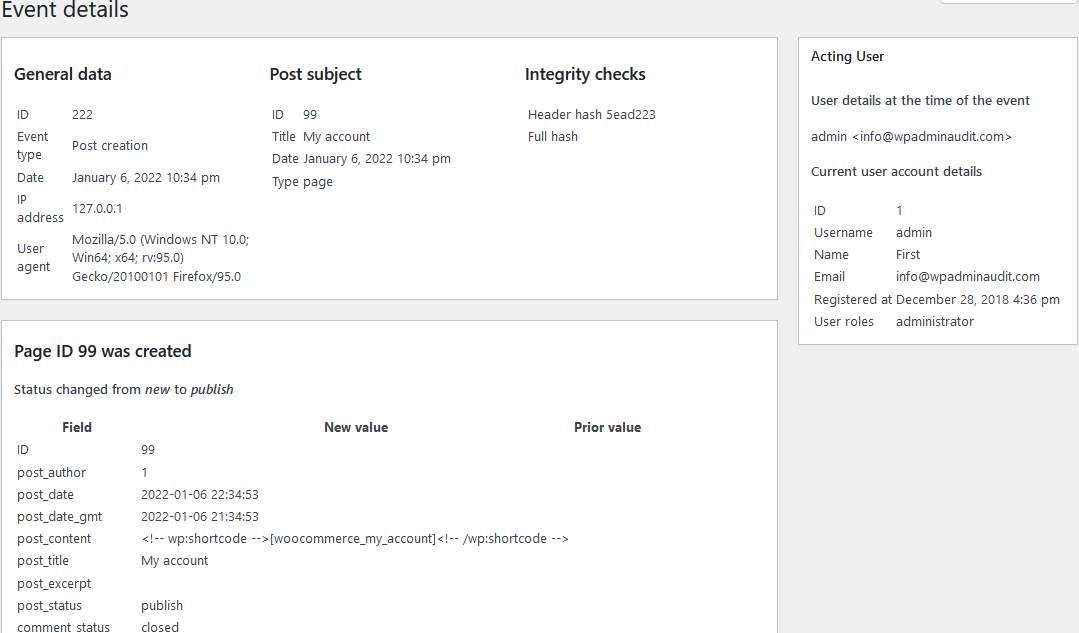 Event details
General data
ID 222
Event type Post creation
Date January 6, 2022 10:34 pm
IP address 127.0.0.1
User agent Mozilla/5.0 (Windows NT 10.0;
Win64; x64; rv:95.0)
Gecko/20100101 Firefox/95.0
Post subject
ID 99
Title My account
Date January 6, 2022 10:34 pm
Type page
Integrity checks
Header hash 5ead223
Full hash
Page ID 99 was created
Status changed from new to publish
Field New value Prior value
ID 99
post_author 1
post_date 2022-01-06 22:34:53
post_date_gmt 2022-01-06 21:34:53
post_content <!-- wp:shortcode -->[woocommerce_my_account]<!-- /wp:shortcode -->
post_title My account
post_excerpt
post_status publish
comment_status closed
Acting User
User details at the time of the event
admin <info@wpadminaudit.com>
Current user account details
ID 1
Username admin
Name First
Email info@wpadminaudit.com
Registered at December 28, 2018 4:36 pm
User roles administrator